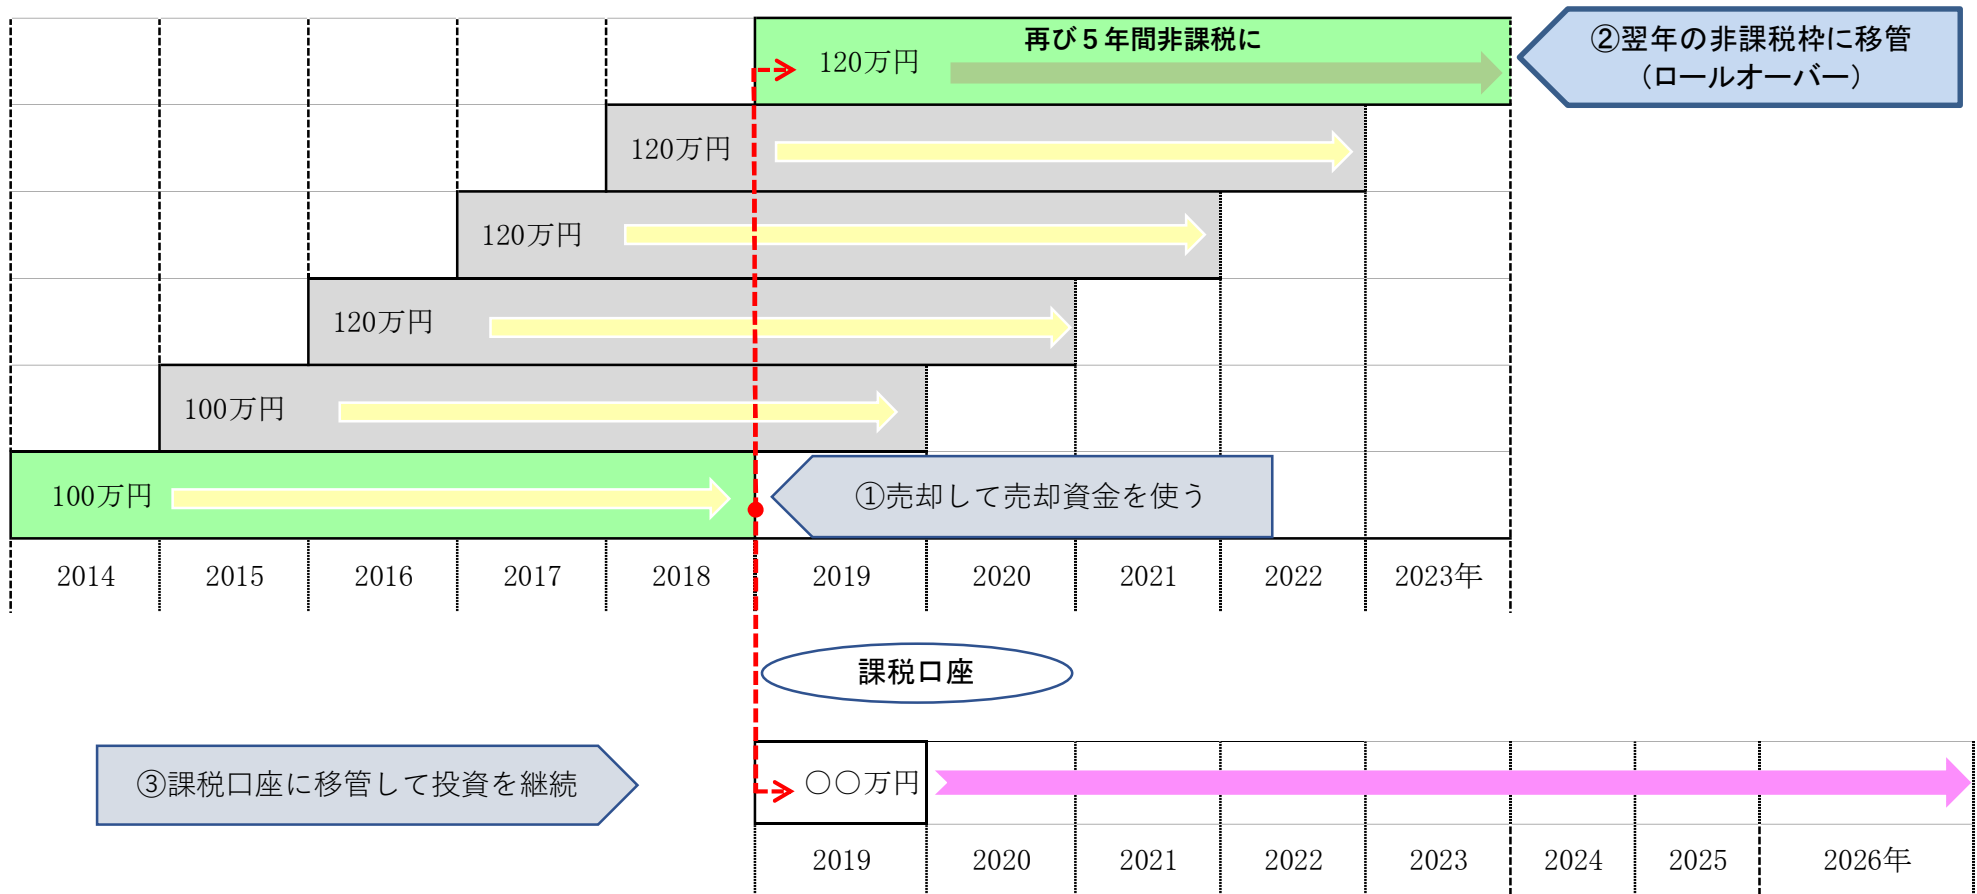 再び５年間非課税に
120万円
②翌年の非課税枠に移管
（ロールオーバー）
120万円
120万円
120万円
100万円
100万円
①売却して売却資金を使う
2014
2015
2016
2017
2018
2019
2020
2021
2022
2023年
課税口座
③課税口座に移管して投資を継続
〇〇万円
2019
2020
2021
2022
2023
2024
2025
2026年